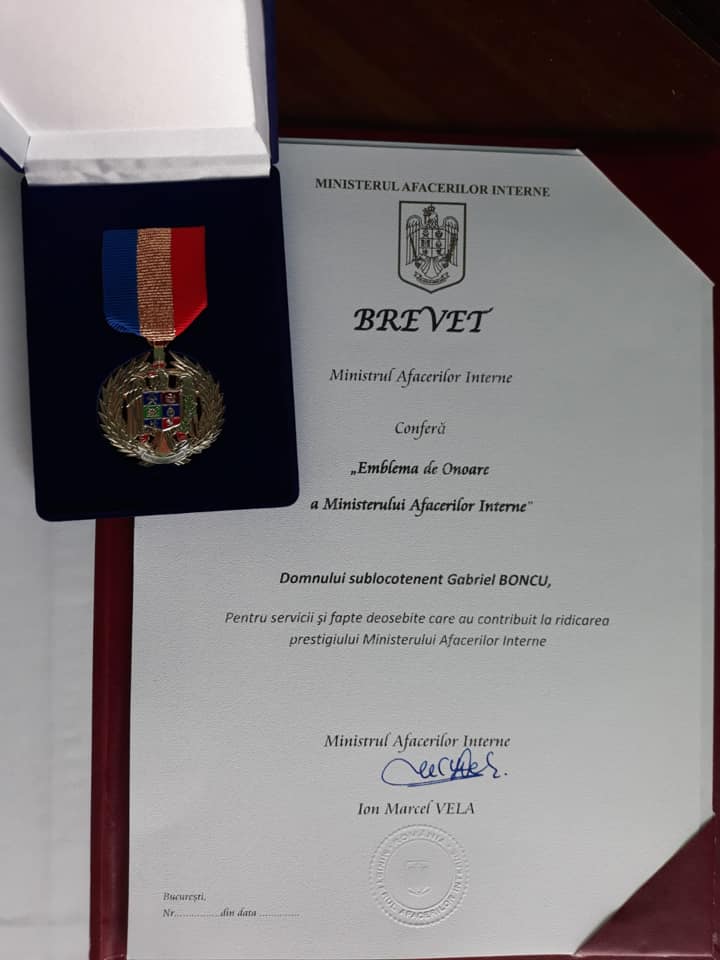 MINISTERUL AFACERILOR INTERNE
BREVET
Ministrul Afacerilor Interne
Conferă
„Emblema de Onoare
a Ministerului Afacerilor Interne"
Domnului sublocotenent Gabriel BONCU,
Pentru servicii şi fapte deosebite care au contribuit la ridicarea
prestigiului Ministerului Afacerilor Interne
Ministrul Afacerilor Interne
Ion Marcel VELA
ROMANIA
AFACERILOR
Bucureşti,
Nr...............din data .............